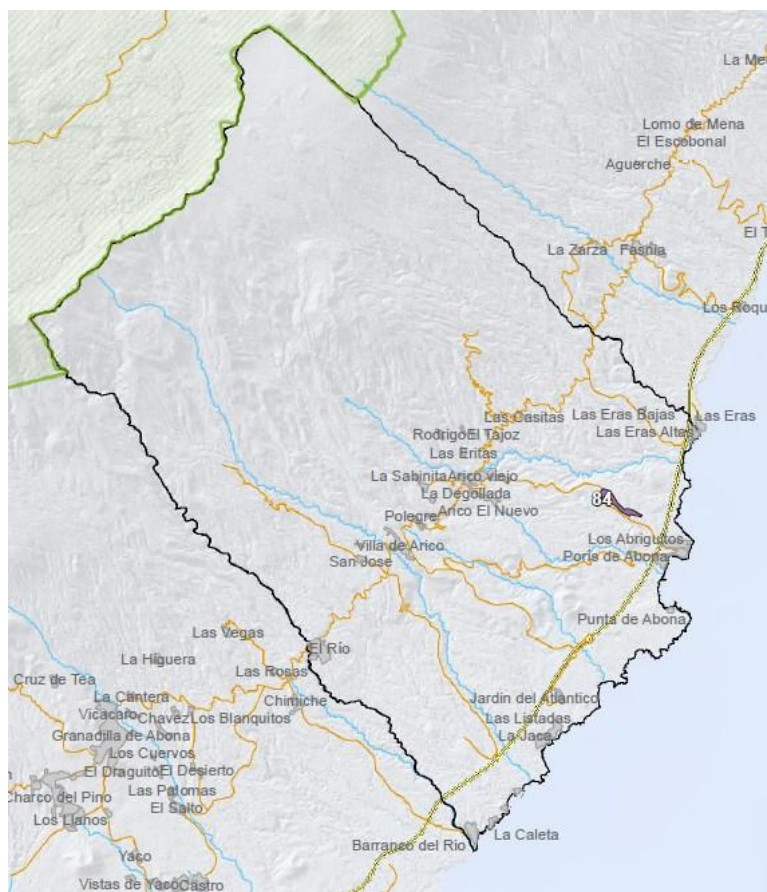 La Me
Lomo de Mena
El Escobonal
Aguerche
El T
La Zarza
Fasnia
Los Roqu
Las Casitas
Las Eras Bajas
Las Eras
Las Eras Altas
Rodrigo
El Tajoz
Las Eritas
La Sabinita
Arico viejo
La Degollada
84
Arico El Nuevo
Polegre
Los Abriguitos
Villa de Arico
Poris de Abona
San Jose
Punta de Abona
Las Vegas
El Río
La Higuera
Las Rosas
Cruz de Tea
La Cantera
Chimiche
Jardin del Atlantico
Vicacaro
Chavez
Los Blanquitos
Las Listadas
Granadilla de Abona
La Jaca
Los Cuervos
El Draguito
El Desierto
Las Palomas
Charco del Pino
El Salto
Los Llanos
La Caleta
Barranco del Rio
Yaco
Vistas de Yaco
Castro